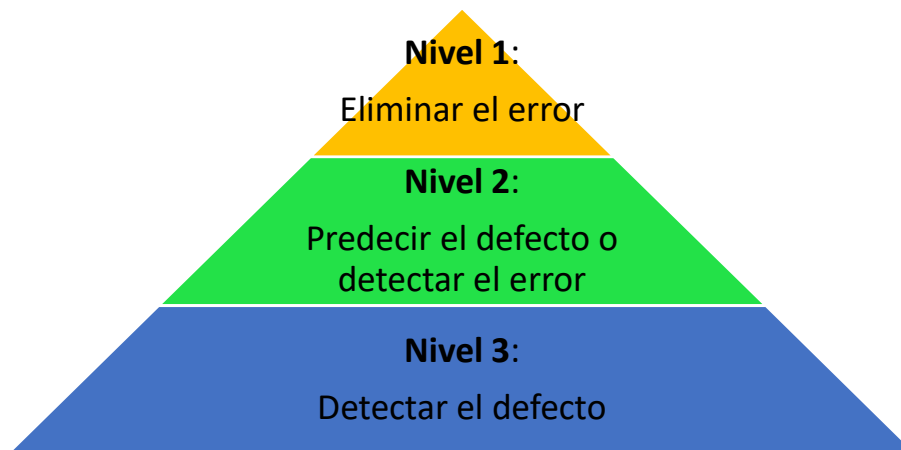 Nivel 1:
Eliminar el error
Nivel 2:
Predecir el defecto o
detectar el error
Nivel 3:
Detectar el defecto